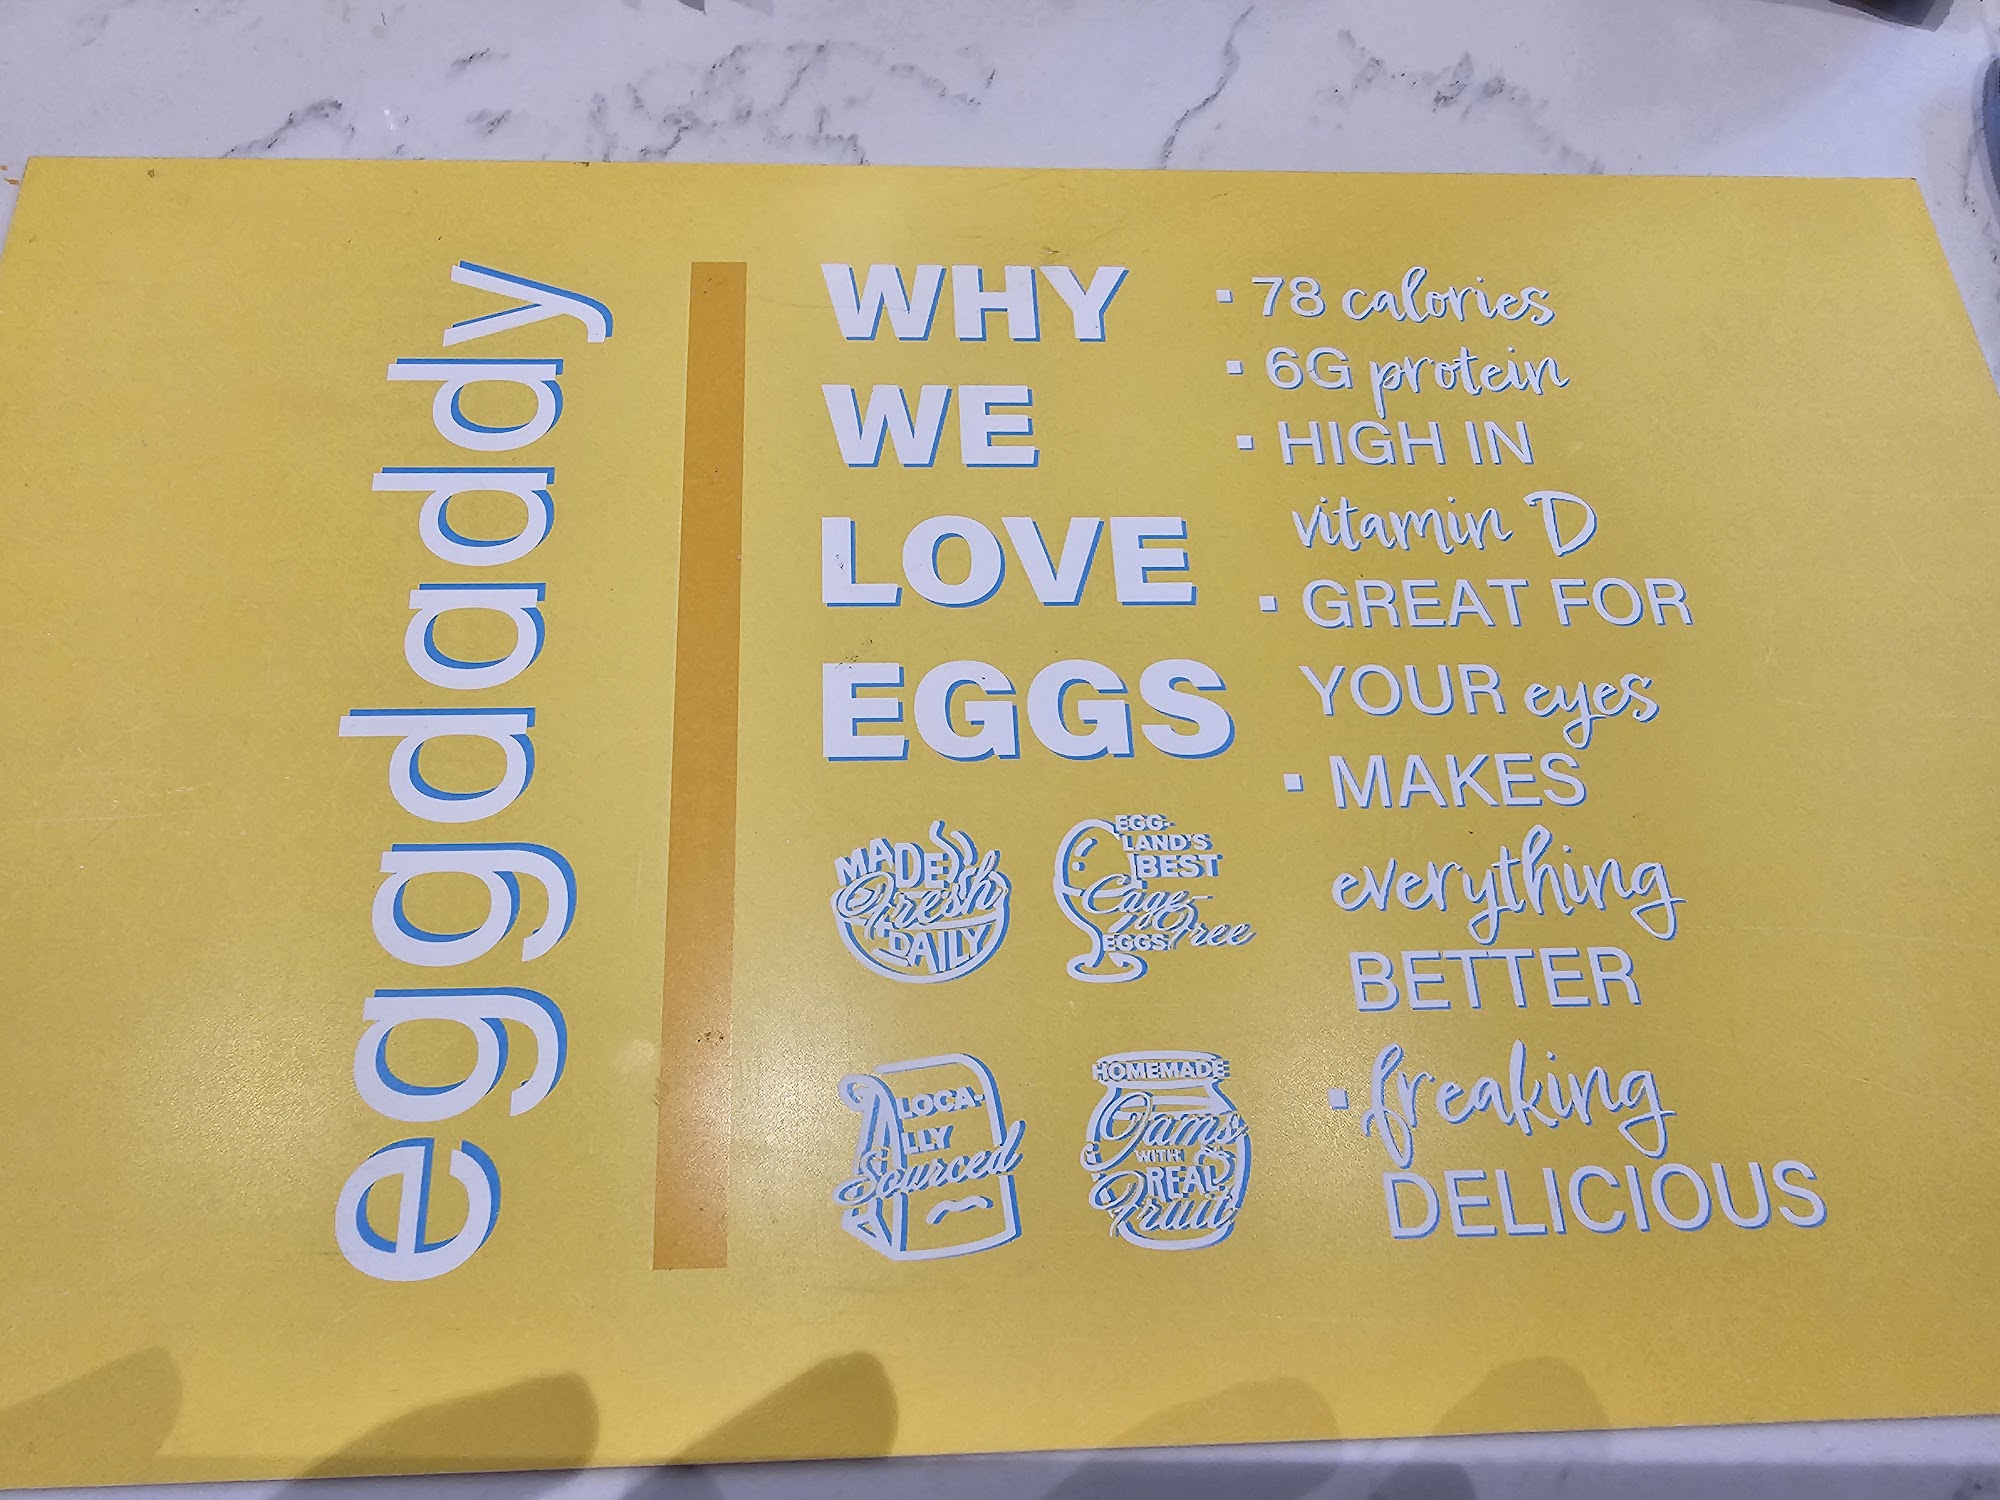 eggdaddy
WHY
WE
LOVE
EGGS
▪ 78 calories
▪ 6G protein
▪ HIGH IN
vitamin D
▪ GREAT FOR
YOUR eyes
▪ MAKES
everything
BETTER
▪ freaking
DELICIOUS
MADE
Fresh
DAILY
EGG-
LAND'S
BEST
Cage-
Free
EGGS
LOCA-
LLY
Sourced
HOMEMADE
Jams
WITH
REAL
Fruit